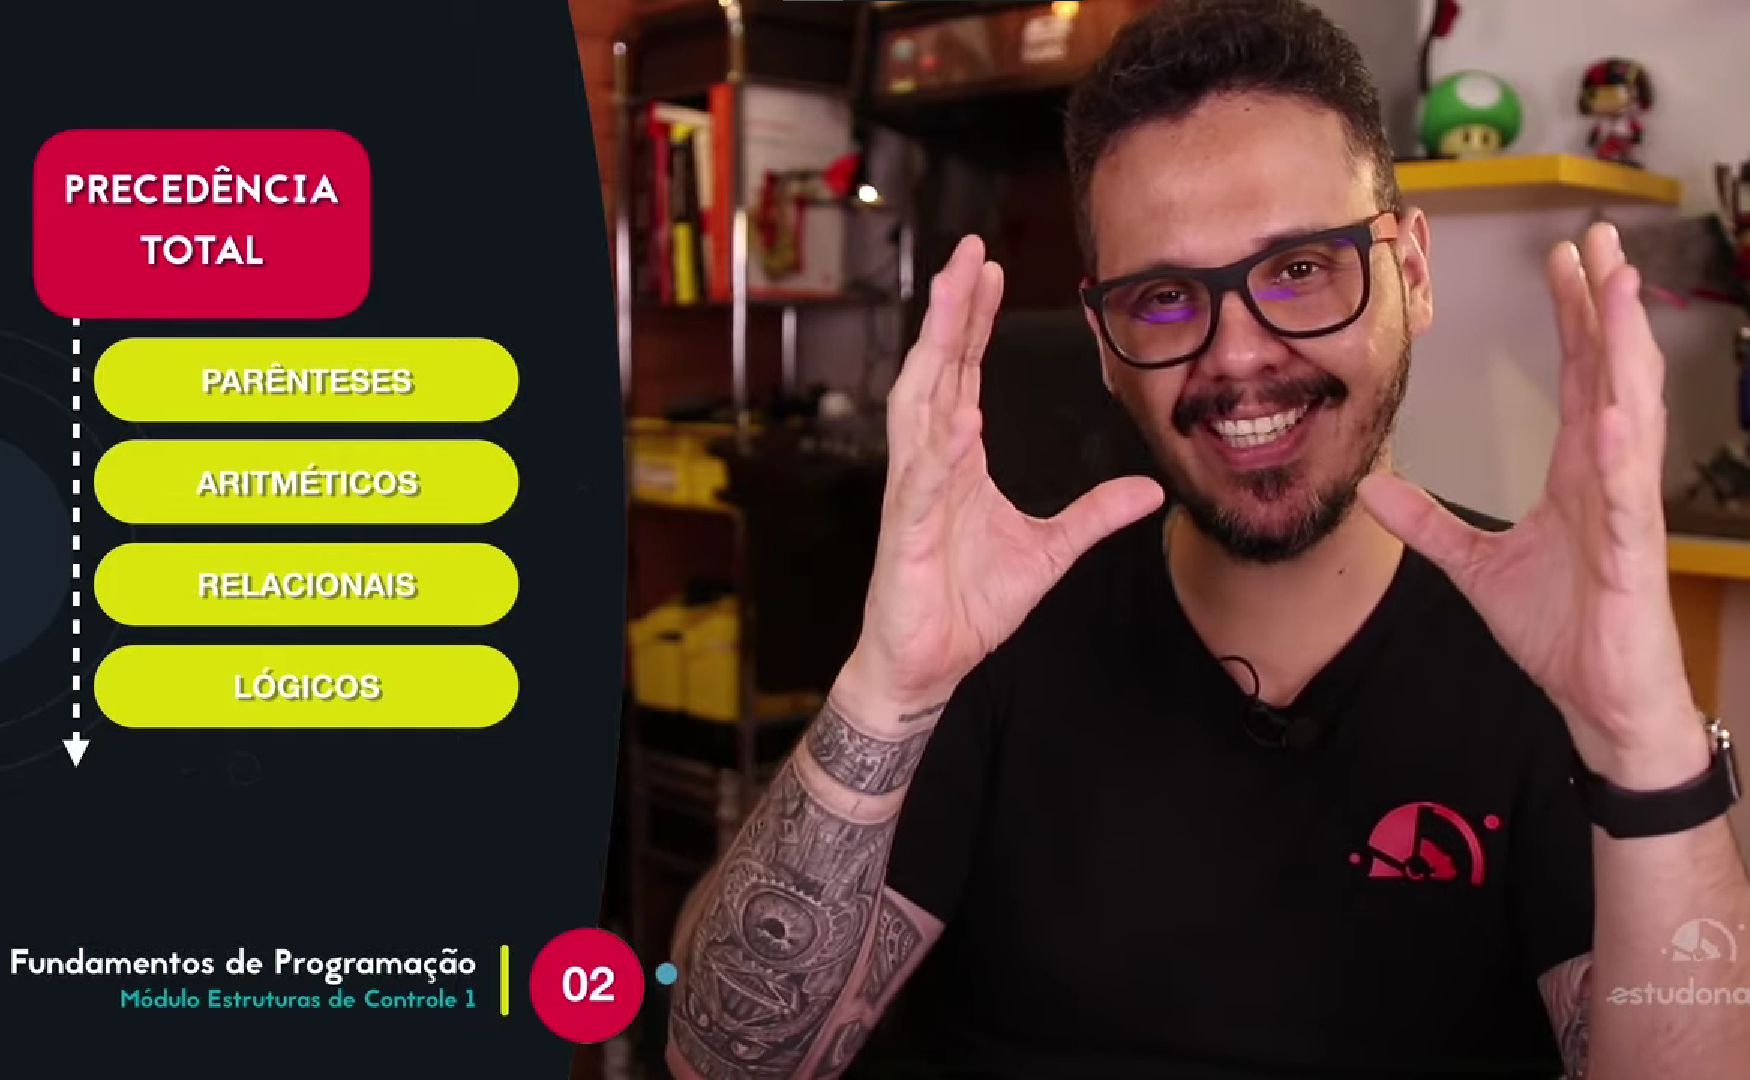 PRECEDÊNCIA
TOTAL
PARÊNTESES
ARITMÉTICOS
RELACIONAIS
LÓGICOS
Fundamentos de Programação
Módulo Estruturas de Controle 1
02
estudona